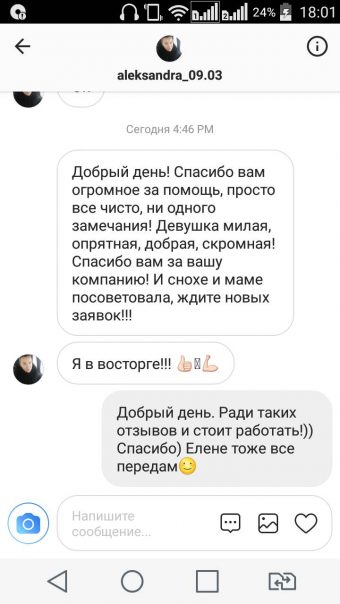 24% 18:01
aleksandra_09.03
Сегодня 4:46 PM
Добрый день! Спасибо вам
огромное за помощь, просто
все чисто, ни одного
замечания! Девушка милая,
опрятная, добрая, скромная!
Спасибо вам за вашу
компанию! И снохе и маме
посоветовала, ждите новых
заявок!!!
Я в восторге!!! 👍🏻💪🏻
Добрый день. Ради таких
отзывов и стоит работать!))
Спасибо) Елене тоже все
передам😊
Напишите
сообщение...